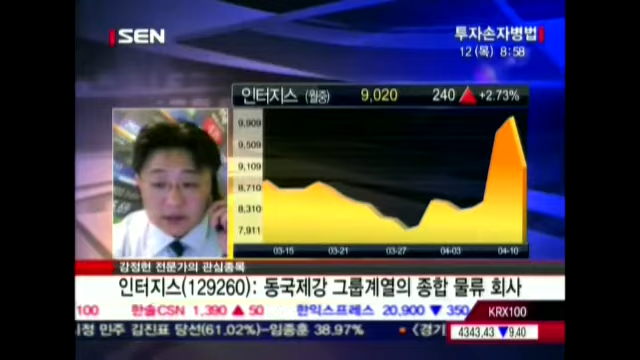 SEN
투자손자병법
12 (목) 8:58
인터지스 (월중) 9,020 240 ▲ +2.73%
9,909
9,509
9,109
8,710
8,310
7,911
03-15 03-21 03-27 04-03 04-10
강정헌 전문가의 관심종목
인터지스(129260): 동국제강 그룹계열의 종합 물류 회사
100 한솔CSN 1,390 ▲ 50 한익스프레스 20,900 ▼ 350 KRX100
시정 민주 김진표 당선(61.02%)-임종훈 38.97% <경기 4343,43 ▼9,40